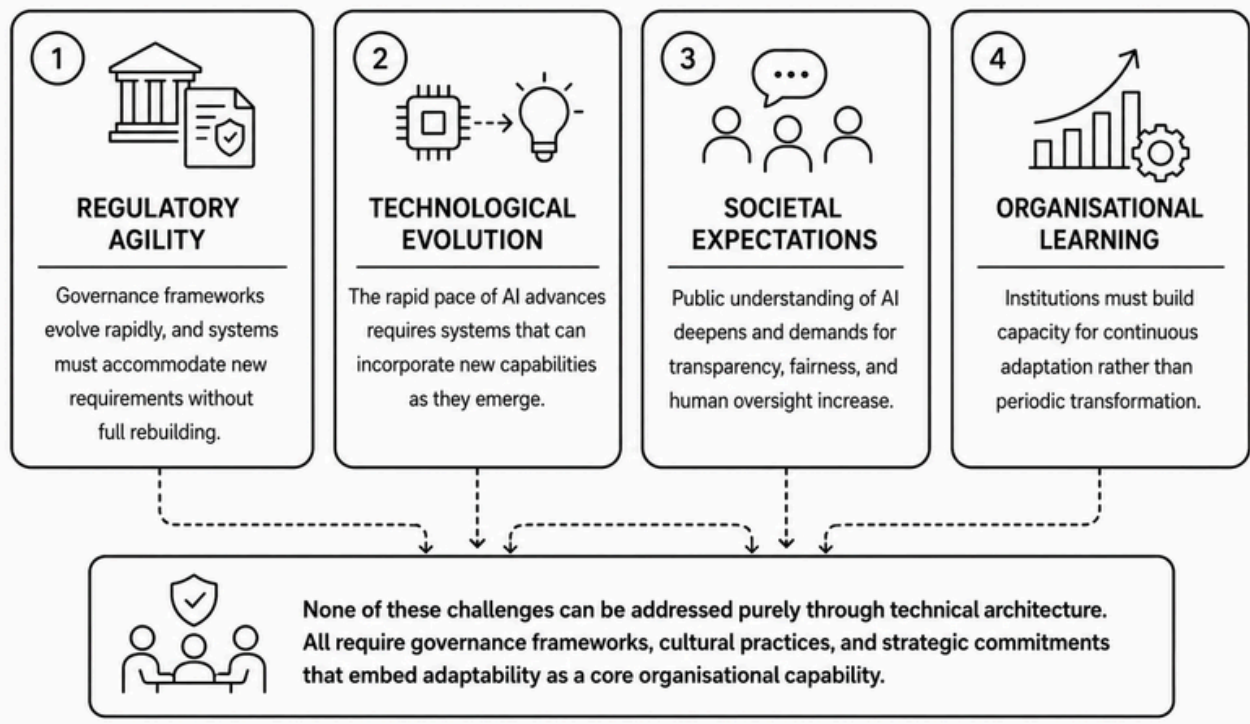 1
REGULATORY
AGILITY
Governance frameworks
evolve rapidly, and systems
must accommodate new
requirements without
full rebuilding.
2
TECHNOLOGICAL
EVOLUTION
The rapid pace of AI advances
requires systems that can
incorporate new capabilities
as they emerge.
3
SOCIETAL
EXPECTATIONS
Public understanding of AI
deepens and demands for
transparency, fairness, and
human oversight increase.
4
ORGANISATIONAL
LEARNING
Institutions must build
capacity for continuous
adaptation rather than
periodic transformation.
None of these challenges can be addressed purely through technical architecture.
All require governance frameworks, cultural practices, and strategic commitments
that embed adaptability as a core organisational capability.